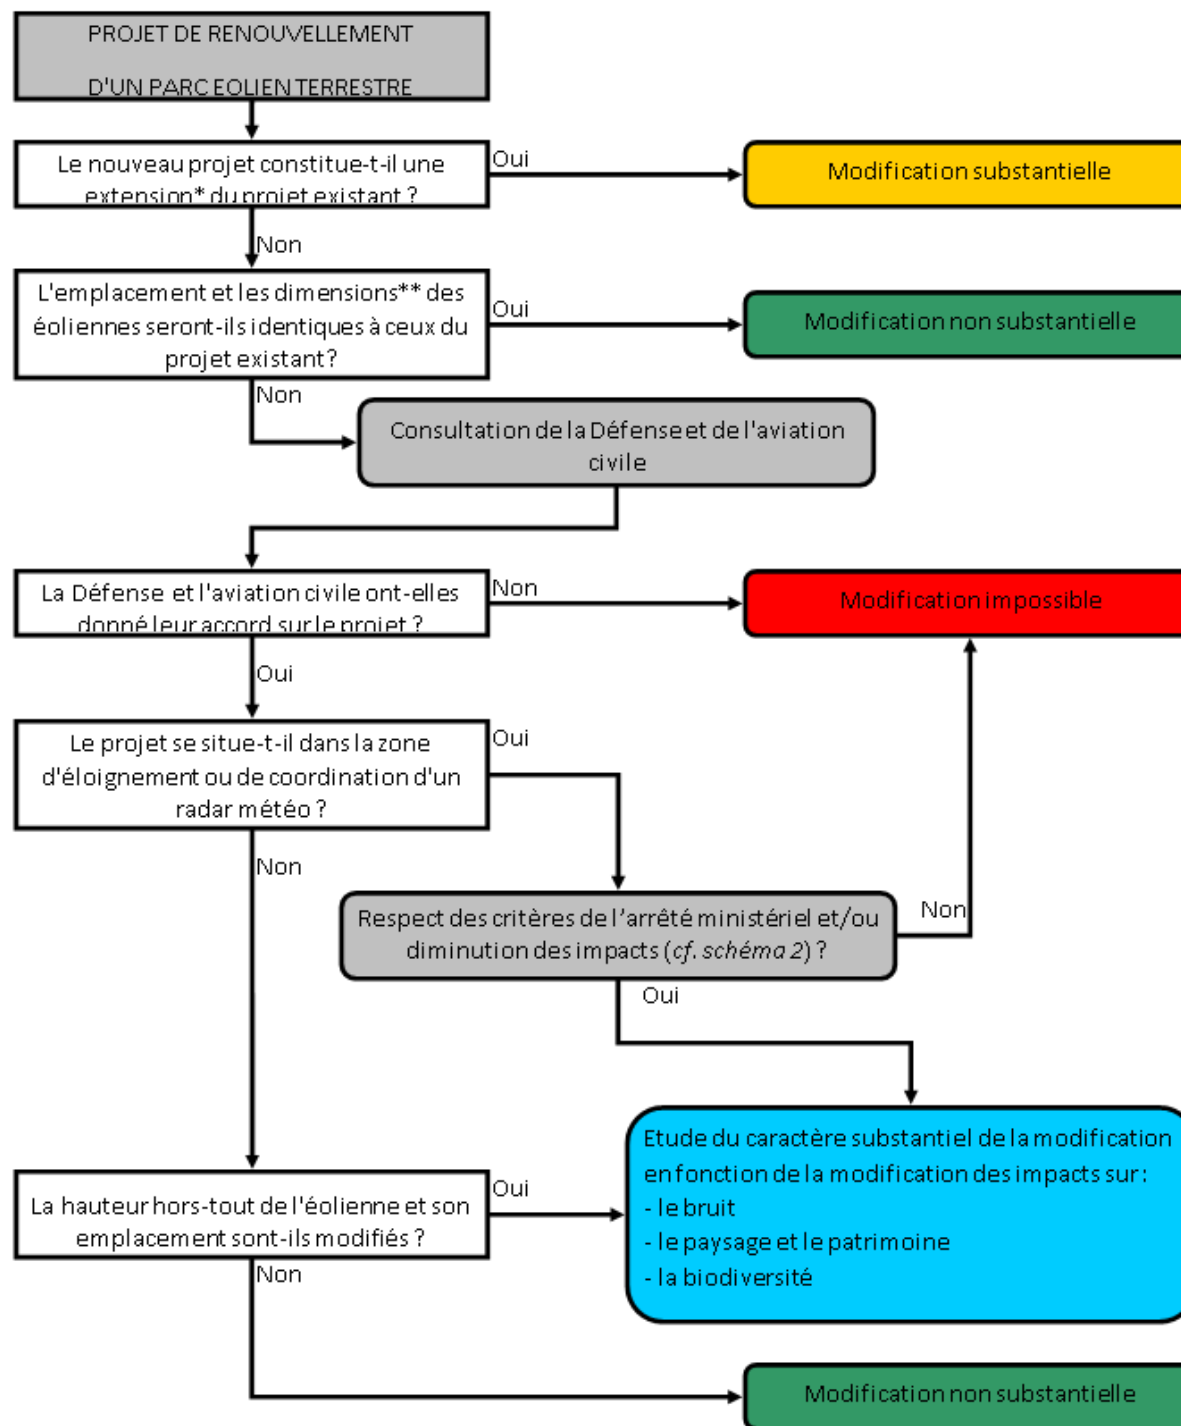 PROJET DE RENOUVELLEMENT
D'UN PARC EOLIEN TERRESTRE
Le nouveau projet constitue-t-il une
extension* du projet existant ?
Oui
Modification substantielle
Non
L'emplacement et les dimensions** des
éoliennes seront-ils identiques à ceux du
projet existant?
Oui
Modification non substantielle
Non
Consultation de la Défense et de l'aviation
civile
La Défense et l'aviation civile ont-elles
donné leur accord sur le projet ?
Non
Modification impossible
Oui
Le projet se situe-t-il dans la zone
d'éloignement ou de coordination d'un
radar météo ?
Oui
Non
Respect des critères de l'arrêté ministériel et/ou
diminution des impacts (cf. schéma 2) ?
Non
Oui
Etude du caractère substantiel de la modification
en fonction de la modification des impacts sur :
- le bruit
- le paysage et le patrimoine
- la biodiversité
La hauteur hors-tout de l'éolienne et son
emplacement sont-ils modifiés ?
Oui
Non
Modification non substantielle